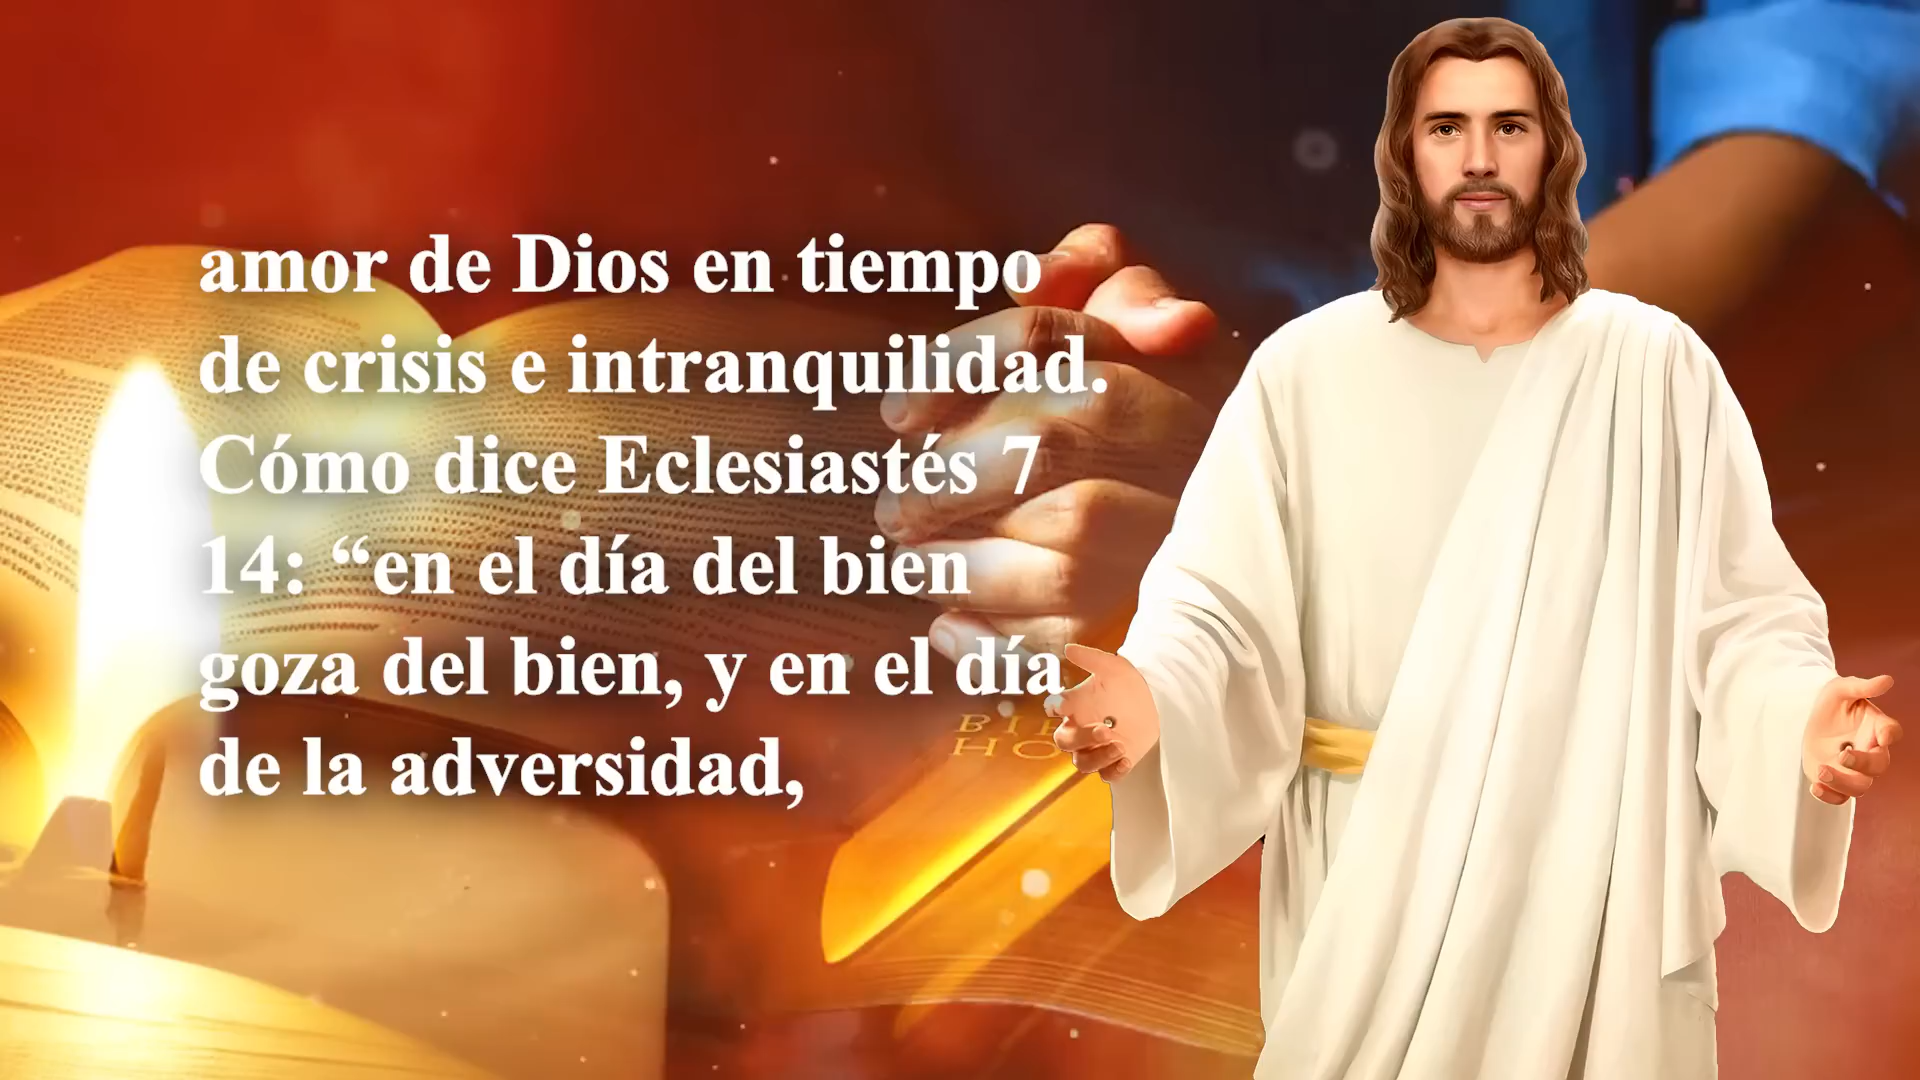 amor de Dios en tiempo
de crisis e intranquilidad.
Cómo dice Eclesiastés 7
14: “en el día del bien
goza del bien, y en el día
de la adversidad,